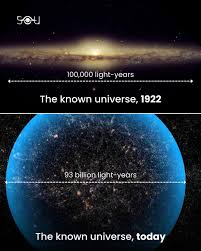 SOU
100,000 light-years
The known universe, 1922
93 billion light-years
The known universe, today